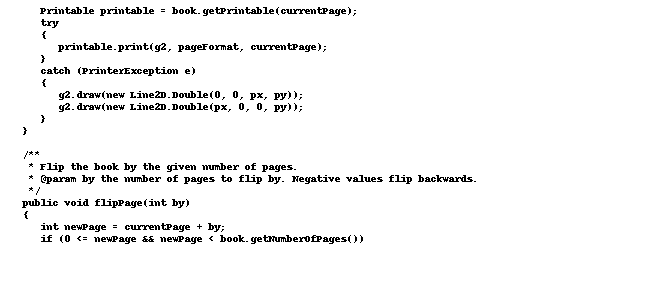 Printable printable = book.getPrintable(currentPage);
try
{
printable.print(g2, pageFormat, currentPage);
}
catch (PrinterException e)
{
g2.draw(new Line2D.Double(0, 0, px, py));
g2.draw(new Line2D.Double(px, 0, 0, py));
}
}
/**
* Flip the book by the given number of pages.
* @param by the number of pages to flip by. Negative values flip backwards.
*/
public void flipPage(int by)
{
int newPage = currentPage + by;
if (0 <= newPage && newPage < book.getNumberOfPages())